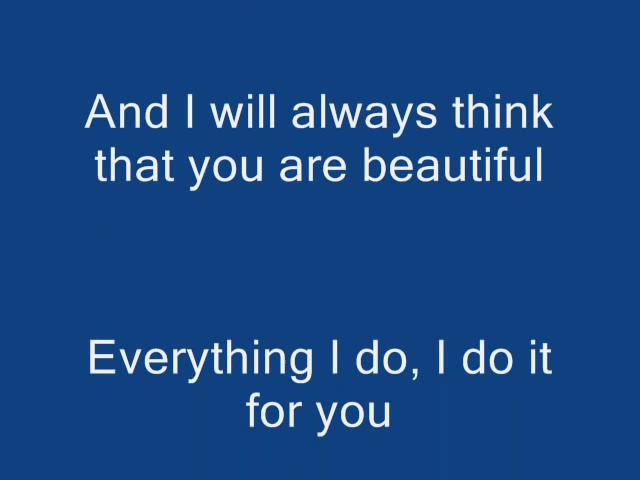 And I will always think
that you are beautiful
Everything I do, I do it
for you